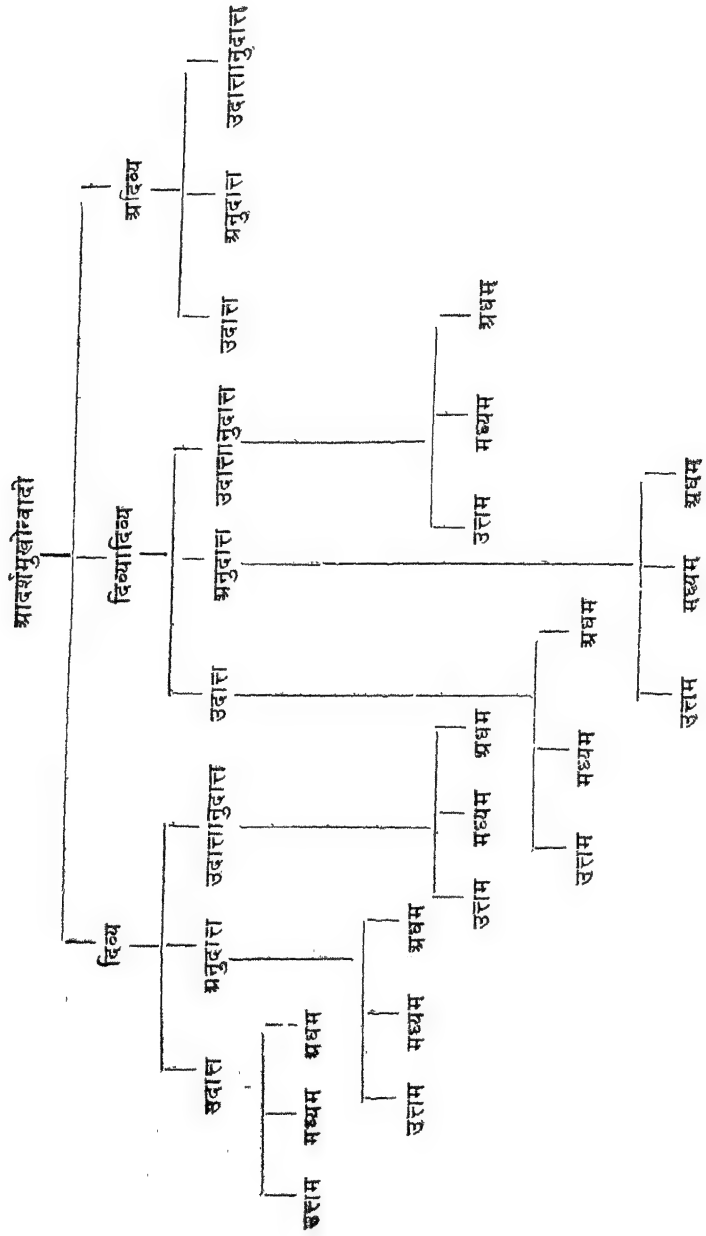 आदर्शमुखोन्वादो
दिव्य दिव्यादिव्य अदिव्य
उदात्त अनुदात्त उदात्तानुदात्त उदात्त अनुदात्त उदात्तानुदात्त उदात्त अनुदात्त उदात्तानुदात्त
उत्तम मध्यम अधम
उत्तम मध्यम अधम
उत्तम मध्यम अधम उत्तम मध्यम अधम
उत्तम मध्यम अधम
उत्तम मध्यम अधम